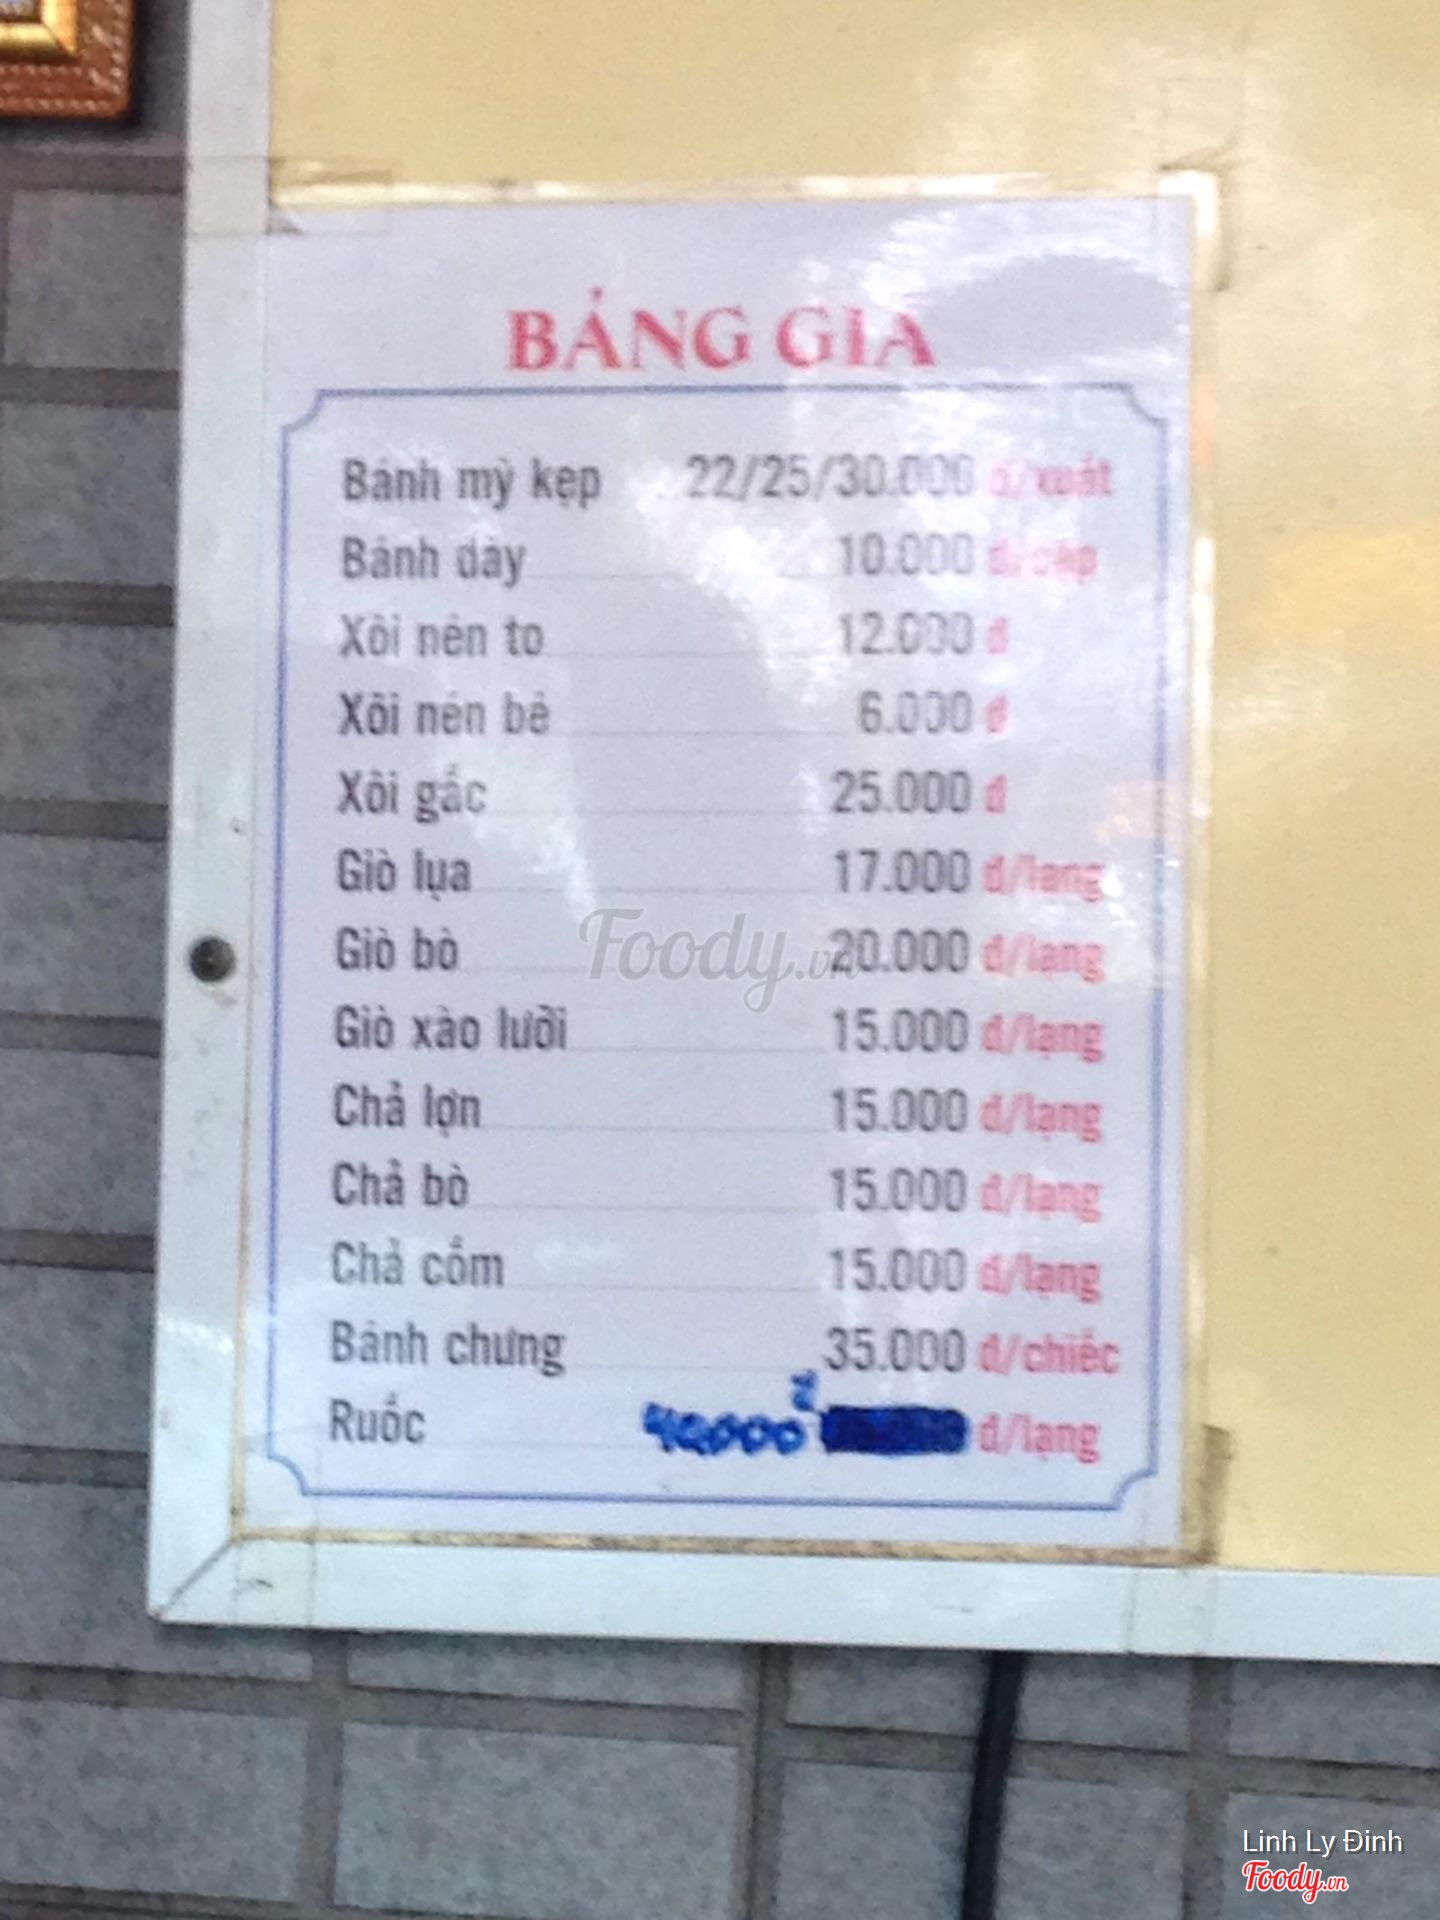 BẢNG GIA
Bánh mỳ kẹp 22/25/30.000 đ/xuất
Bánh dày 10.000 đ/cặp
Xôi nén to 12.000 đ
Xôi nén bé 6.000 đ
Xôi gấc 25.000 đ
Giò lụa 17.000 đ/lạng
Giò bò 20.000 đ/lạng
Foody.vn
Giò xào lưỡi 15.000 đ/lạng
Chả lợn 15.000 đ/lạng
Chả bò 15.000 đ/lạng
Chả cốm 15.000 đ/lạng
Bánh chưng 35.000 đ/chiếc
Ruốc đ/lạng
Linh Ly Đinh
Foody.vn